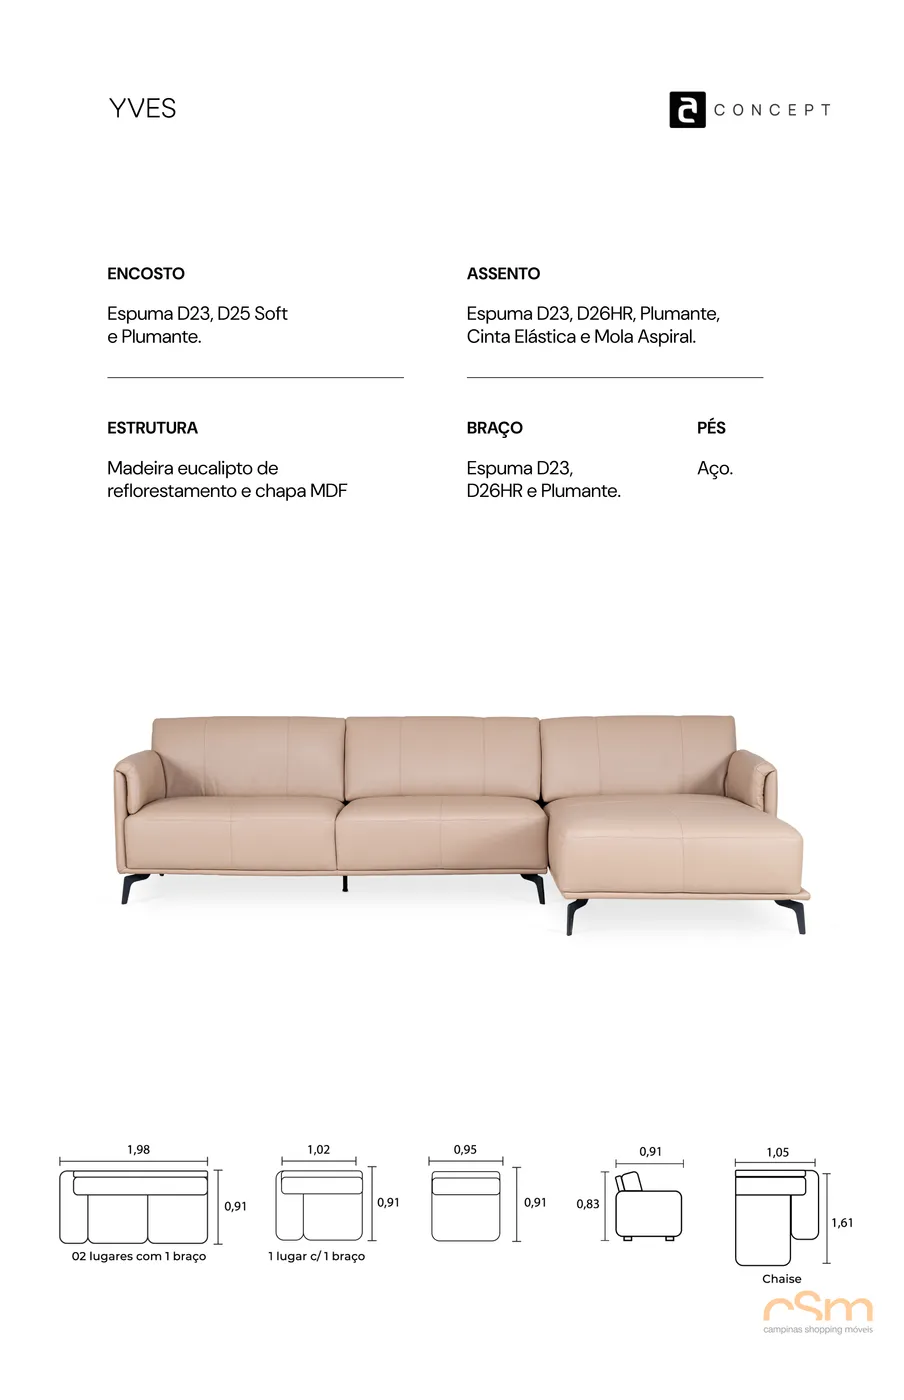 YVES
a CONCEPT
ENCOSTO
Espuma D23, D25 Soft
e Plumante.
ASSENTO
Espuma D23, D26HR, Plumante,
Cinta Elástica e Mola Aspiral.
ESTRUTURA
Madeira eucalipto de
reflorestamento e chapa MDF
BRAÇO
Espuma D23,
D26HR e Plumante.
PÉS
Aço.
1,98
0,91
02 lugares com 1 braço
1,02
0,91
1 lugar c/ 1 braço
0,95
0,91
0,91
0,83
1,05
1,61
Chaise
csm
campinas shopping móveis